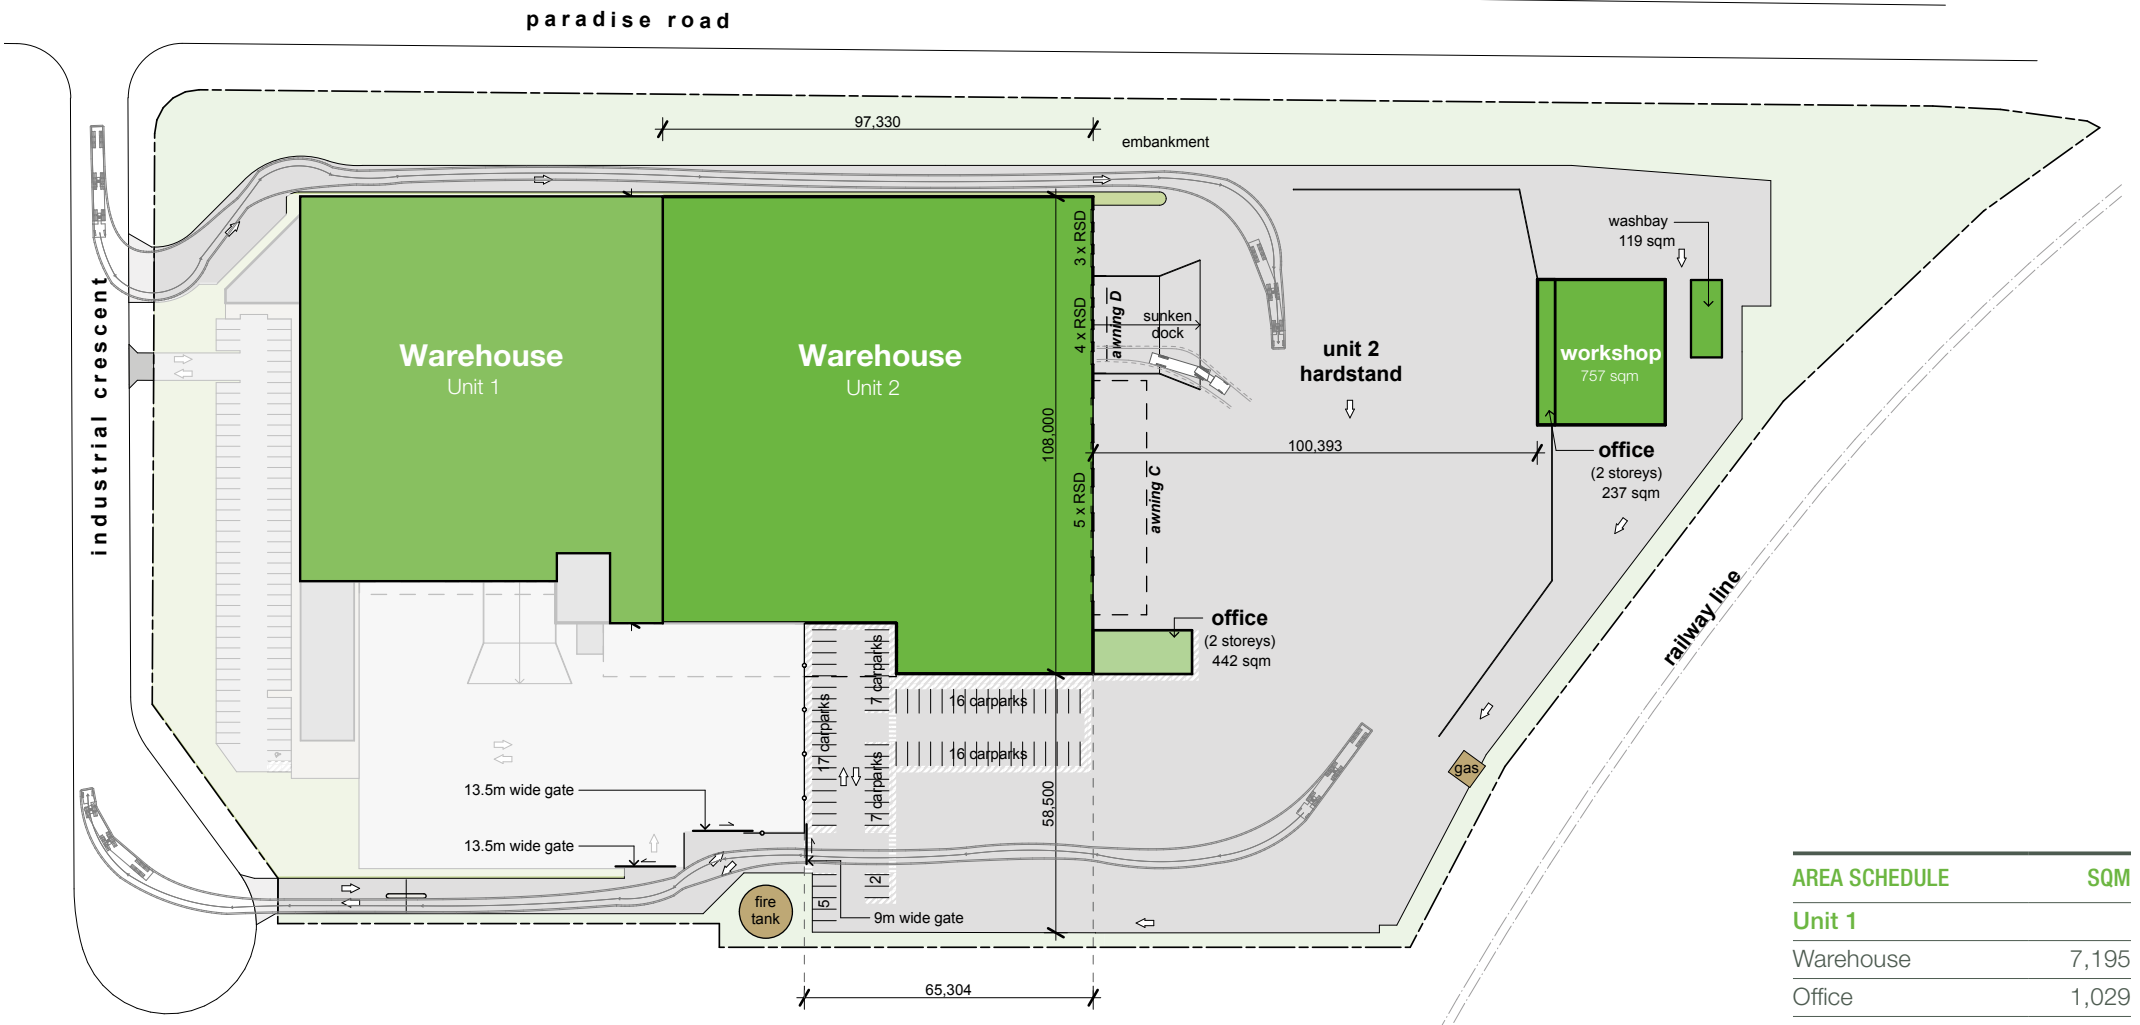 paradise road
97,330
embankment
industrial crescent
Warehouse
Unit 1
Warehouse
Unit 2
3 x RSD
4 x RSD
5 x RSD
108,000
awning D
sunken
dock
awning C
unit 2
hardstand
100,393
washbay
119 sqm
workshop
757 sqm
office
(2 storeys)
237 sqm
office
(2 storeys)
442 sqm
railway line
gas
17 carparks
7 carparks
7 carparks
16 carparks
16 carparks
58,500
13.5m wide gate
13.5m wide gate
5
2
9m wide gate
fire
tank
65,304
AREA SCHEDULE SQM
Unit 1
Warehouse 7,195
Office 1,029